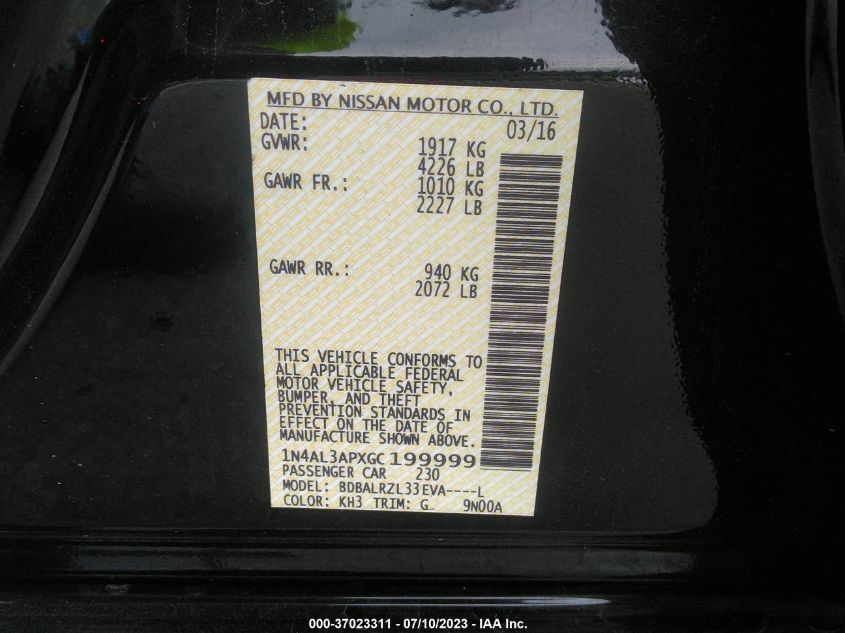 MFD BY NISSAN MOTOR CO., LTD.
DATE: 03/16
GVWR: 1917 KG
4226 LB
GAWR FR.: 1010 KG
2227 LB
GAWR RR.: 940 KG
2072 LB
THIS VEHICLE CONFORMS TO
ALL APPLICABLE FEDERAL
MOTOR VEHICLE SAFETY,
BUMPER, AND THEFT
PREVENTION STANDARDS IN
EFFECT ON THE DATE OF
MANUFACTURE SHOWN ABOVE.
1N4AL3APXGC199999
PASSENGER CAR 230
MODEL: BDBALRZL33EVA----L
COLOR: KH3 TRIM: G 9N00A
000-37023311 - 07/10/2023 - IAA Inc.